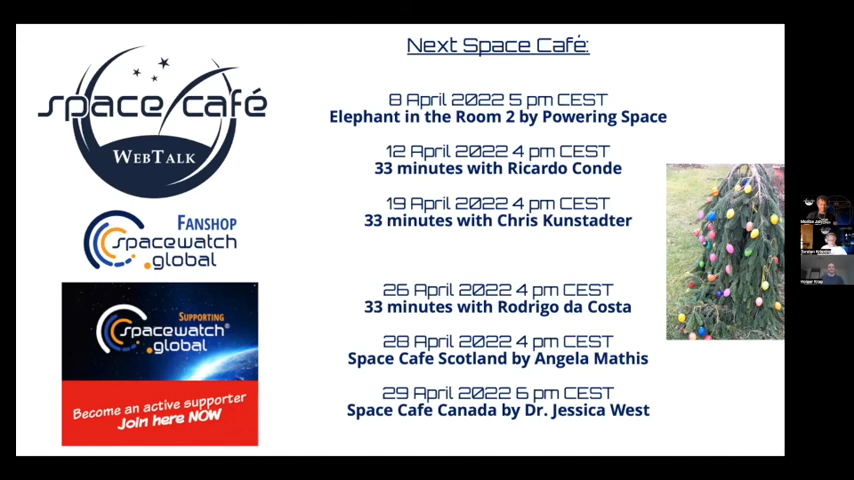 Next Space Café:
space café
WEBTALK
FANSHOP
spacewatch
.global
SUPPORTING
spacewatch®
.global
Become an active supporter
Join here NOW
8 April 2022 5 pm CEST
Elephant in the Room 2 by Powering Space
12 April 2022 4 pm CEST
33 minutes with Ricardo Conde
19 April 2022 4 pm CEST
33 minutes with Chris Kunstadter
26 April 2022 4 pm CEST
33 minutes with Rodrigo da Costa
28 April 2022 4 pm CEST
Space Cafe Scotland by Angela Mathis
29 April 2022 6 pm CEST
Space Cafe Canada by Dr. Jessica West